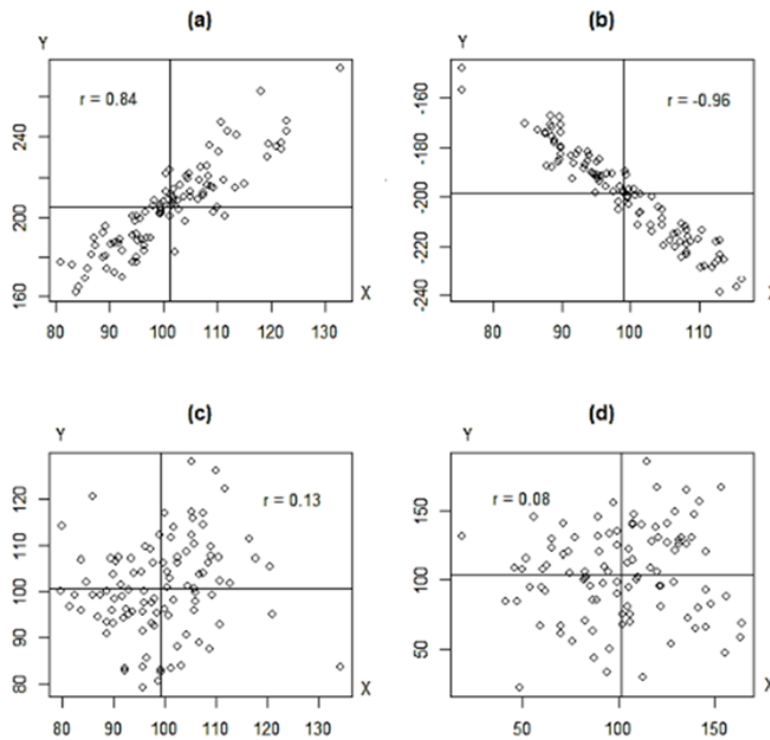 (a)
Y
r = 0.84
240
220
180
160
80 90 100 110 120 130
X
(b)
Y
r = -0.96
-160
-180
-200
-220
-240
80 90 100 110
X
(c)
Y
r = 0.13
120
110
100
90
80
80 90 100 110 120 130
X
(d)
Y
r = 0.08
150
100
50
50 100 150
X